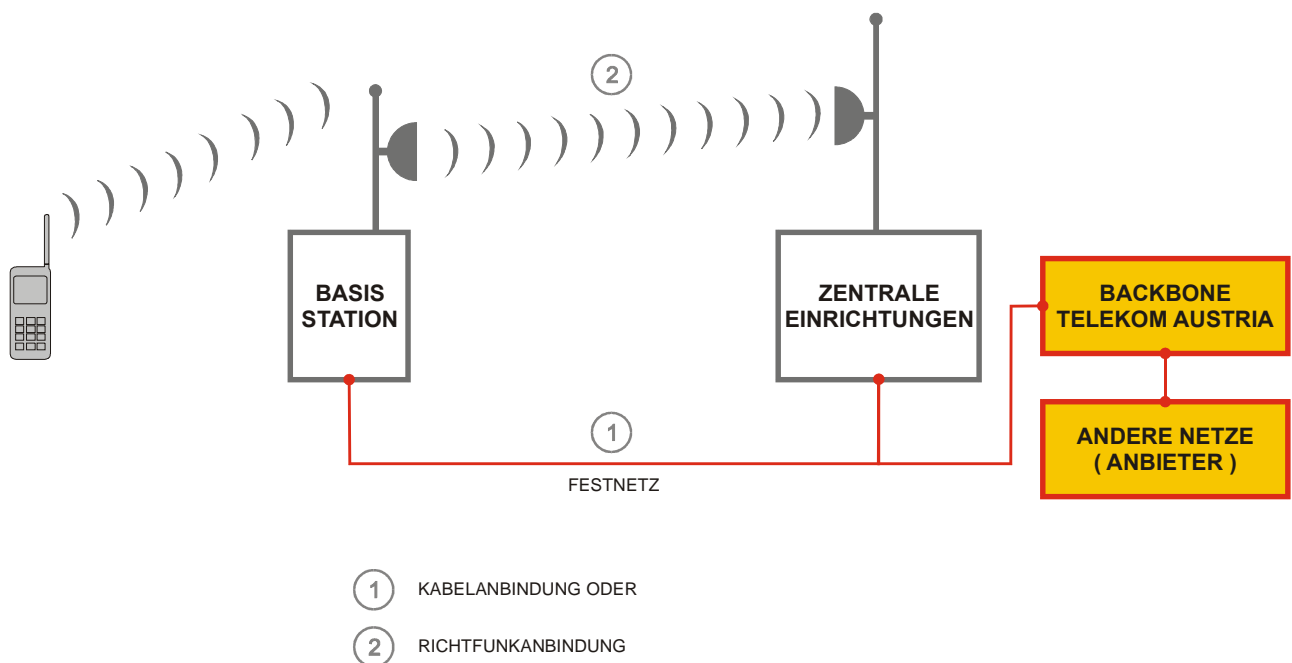 2
BASIS
STATION
ZENTRALE
EINRICHTUNGEN
BACKBONE
TELEKOM AUSTRIA
1
FESTNETZ
ANDERE NETZE
( ANBIETER )
1 KABELANBINDUNG ODER
2 RICHTFUNKANBINDUNG